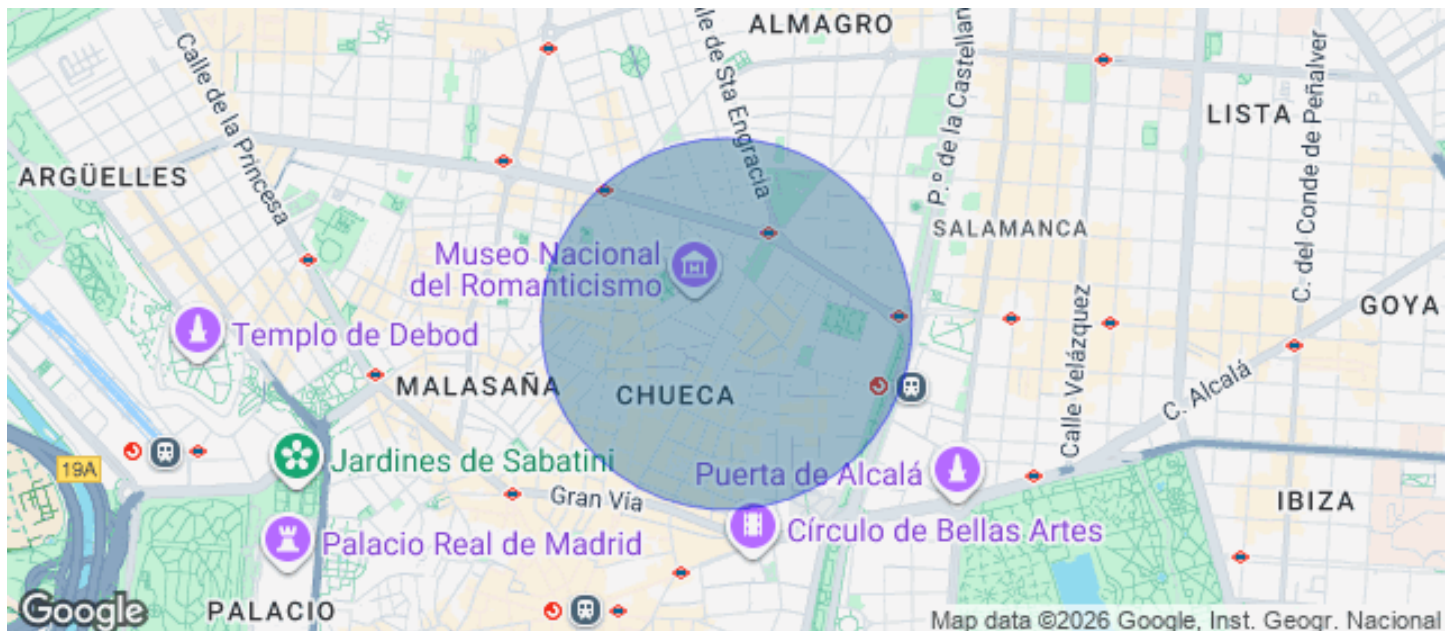 ALMAGRO
Calle de la Princesa
lle de Sta Engracia
P.º de la Castellan
LISTA
C. del Conde de Peñalver
ARGÜELLES
SALAMANCA
Museo Nacional
del Romanticismo
Calle Velázquez
GOYA
Templo de Debod
MALASAÑA
CHUECA
C. Alcalá
19A
Jardines de Sabatini
Puerta de Alcalá
Gran Vía
IBIZA
Círculo de Bellas Artes
Palacio Real de Madrid
PALACIO
Google
Map data ©2026 Google, Inst. Geogr. Nacional